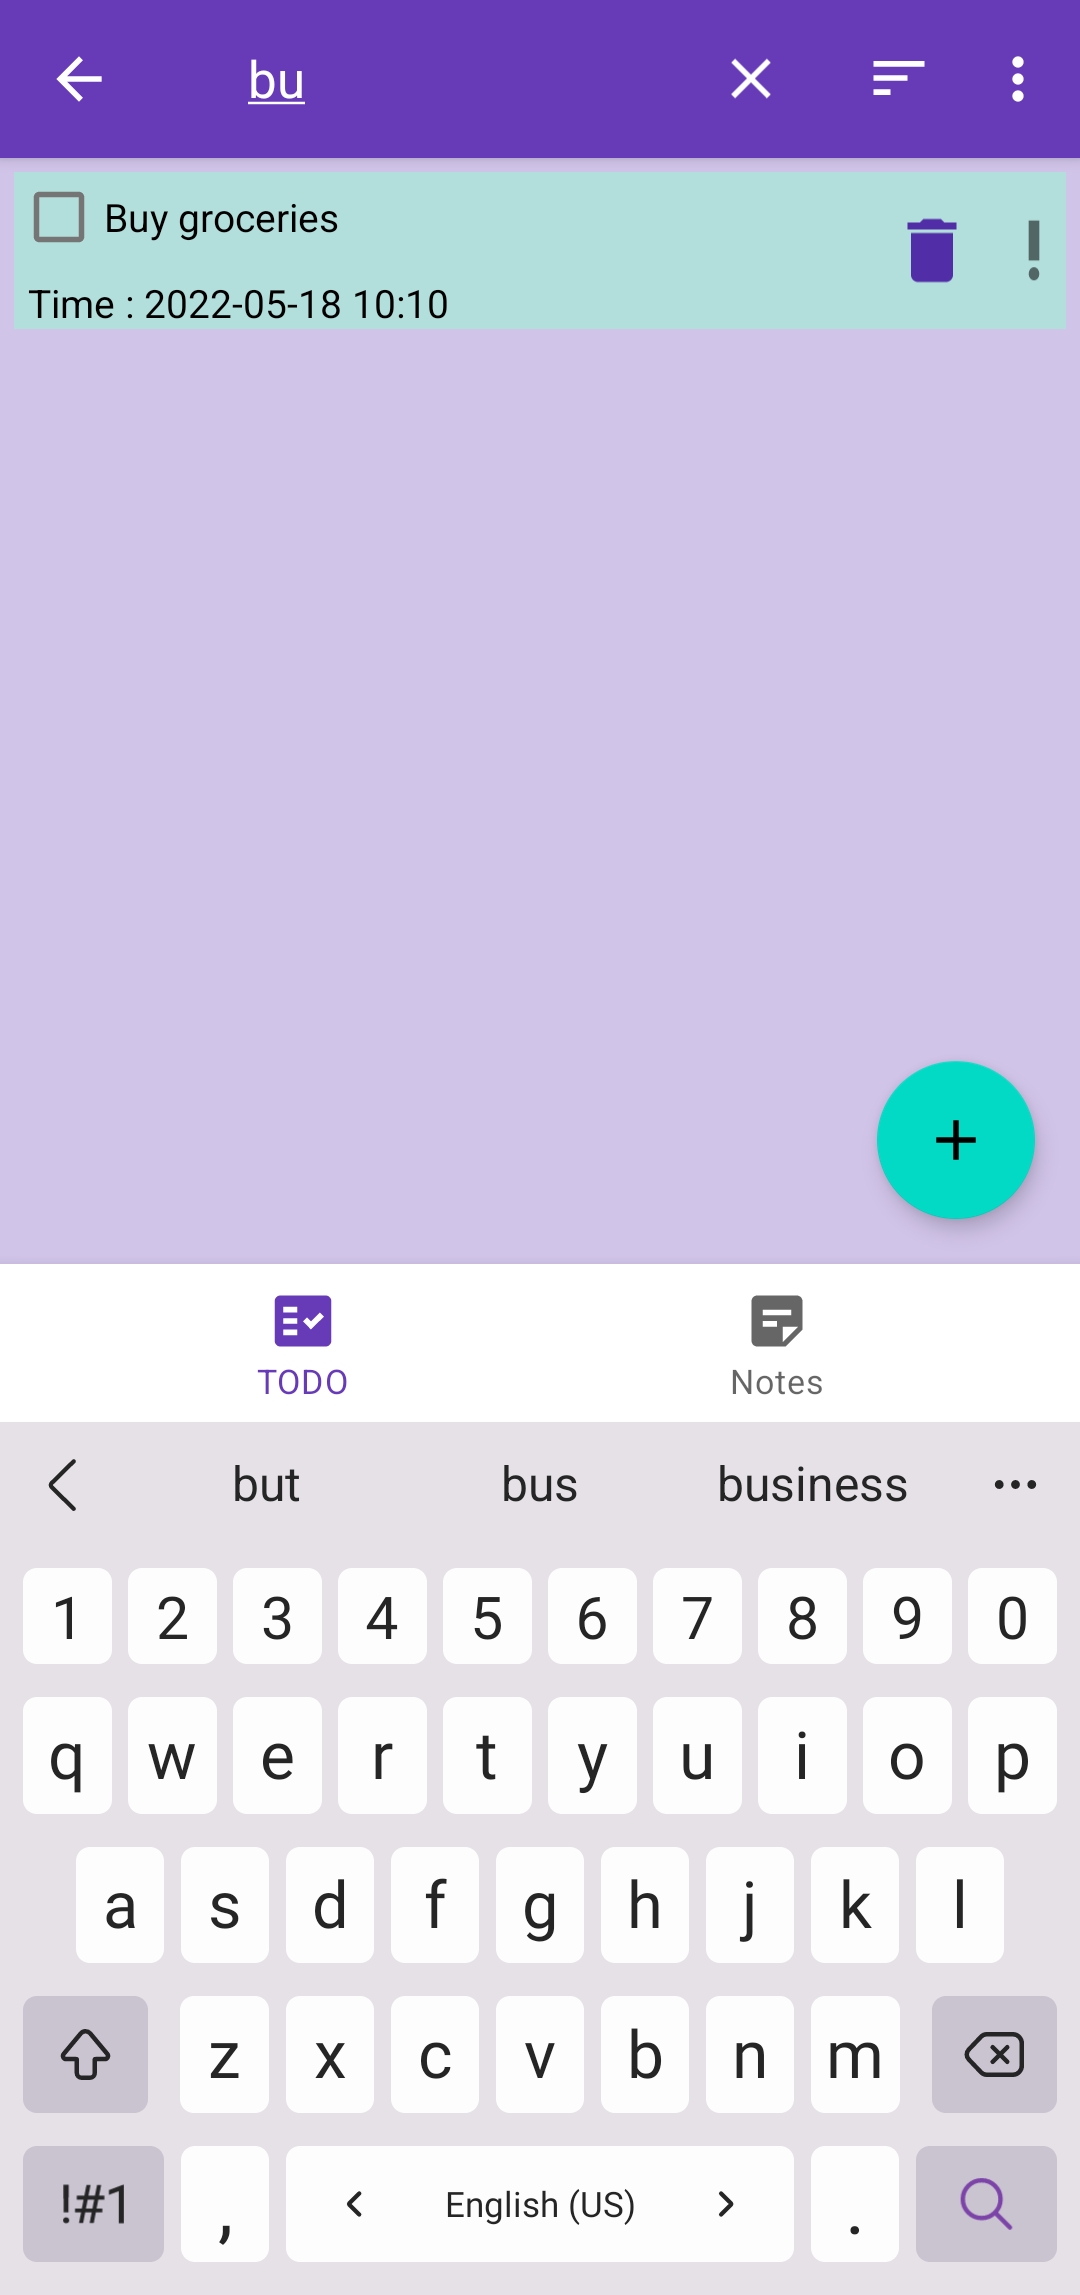 bu
Buy groceries
Time : 2022-05-18 10:10
TODO
Notes
but bus business
1 2 3 4 5 6 7 8 9 0
q w e r t y u i o p
a s d f g h j k l
z x c v b n m
!#1 , English (US) .